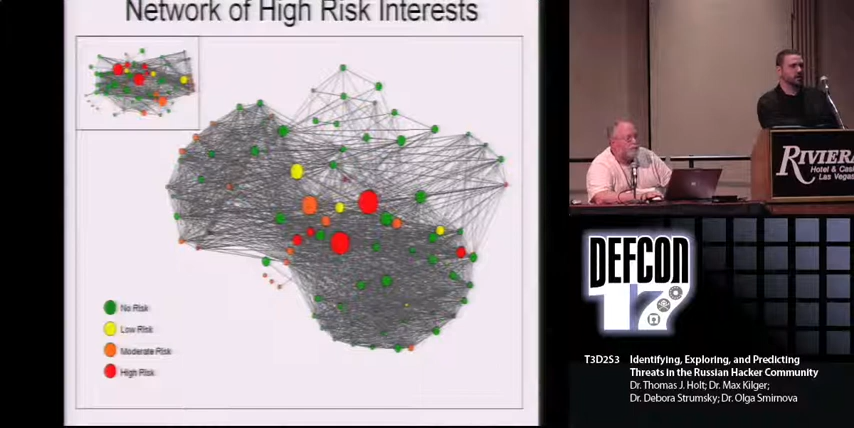 Network of High Risk Interests
No Risk
Low Risk
Moderate Risk
High Risk
RIVIERA
Hotel & Cas
Las Vegas
DEFCON
17
T3D2S3 Identifying, Exploring, and Predicting
Threats in the Russian Hacker Community
Dr. Thomas J. Holt; Dr. Max Kilger;
Dr. Debora Strumsky; Dr. Olga Smirnova